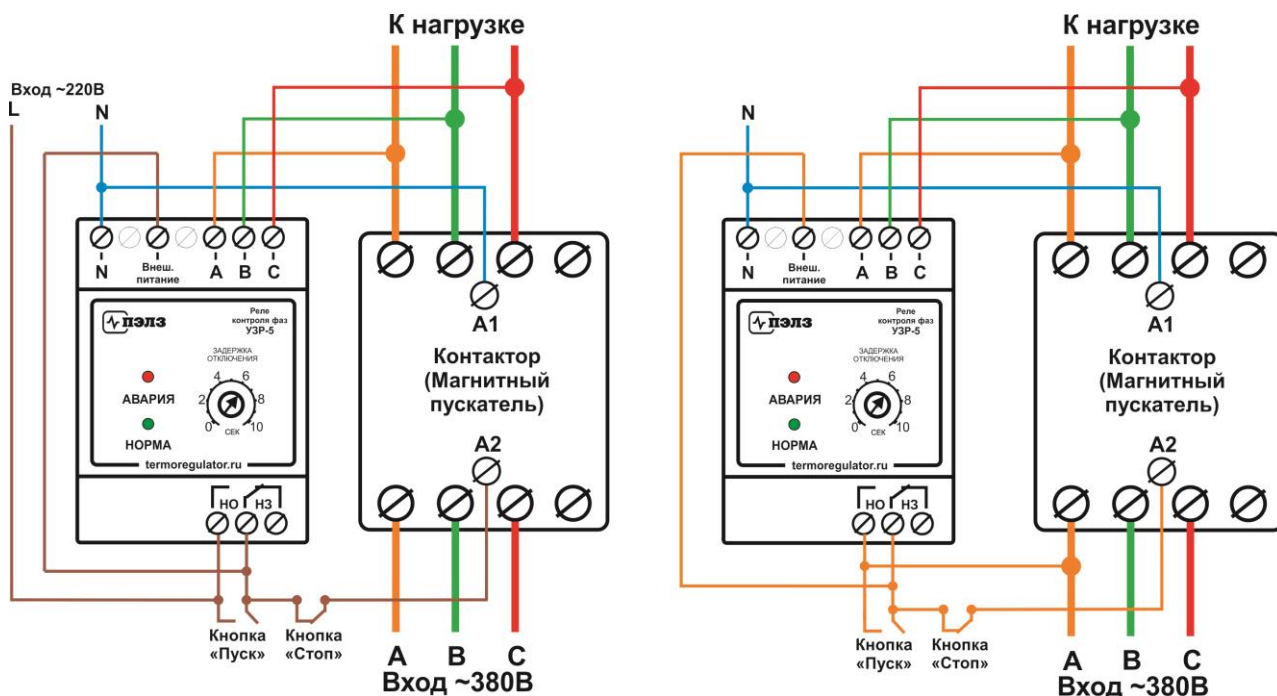 К нагрузке
Вход ~220В
L
N
N
Внеш.
питание
A
B
C
пэлз
Реле
контроля фаз
УЗР-5
ЗАДЕРЖКА
ОТКЛЮЧЕНИЯ
0
2
4
6
8
10
СЕК
АВАРИЯ
НОРМА
termoregulator.ru
НО
НЗ
A1
Контактор
(Магнитный
пускатель)
A2
Кнопка
«Пуск»
Кнопка
«Стоп»
A
B
C
Вход ~380В
К нагрузке
N
N
Внеш.
питание
A
B
C
пэлз
Реле
контроля фаз
УЗР-5
ЗАДЕРЖКА
ОТКЛЮЧЕНИЯ
0
2
4
6
8
10
СЕК
АВАРИЯ
НОРМА
termoregulator.ru
НО
НЗ
A1
Контактор
(Магнитный
пускатель)
A2
Кнопка
«Пуск»
Кнопка
«Стоп»
A
B
C
Вход ~380В